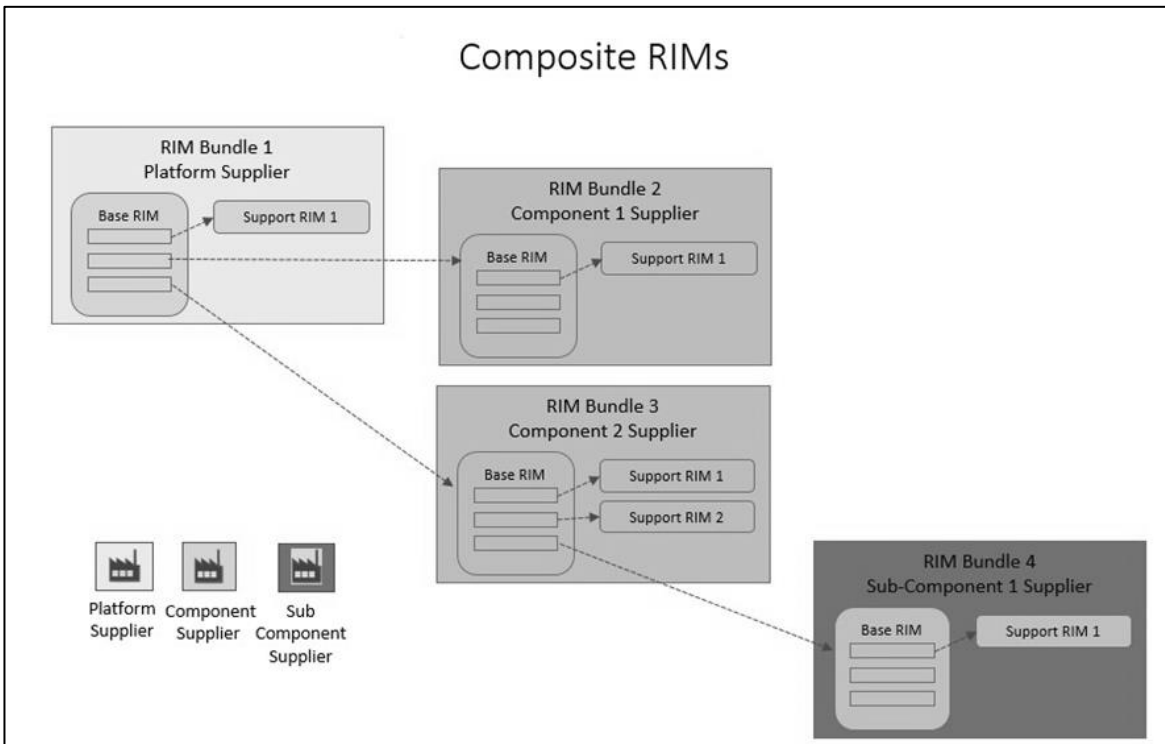 Composite RIMs
RIM Bundle 1
Platform Supplier
Base RIM
Support RIM 1
RIM Bundle 2
Component 1 Supplier
Base RIM
Support RIM 1
RIM Bundle 3
Component 2 Supplier
Base RIM
Support RIM 1
Support RIM 2
RIM Bundle 4
Sub-Component 1 Supplier
Base RIM
Support RIM 1
Platform
Supplier
Component
Supplier
Sub
Component
Supplier